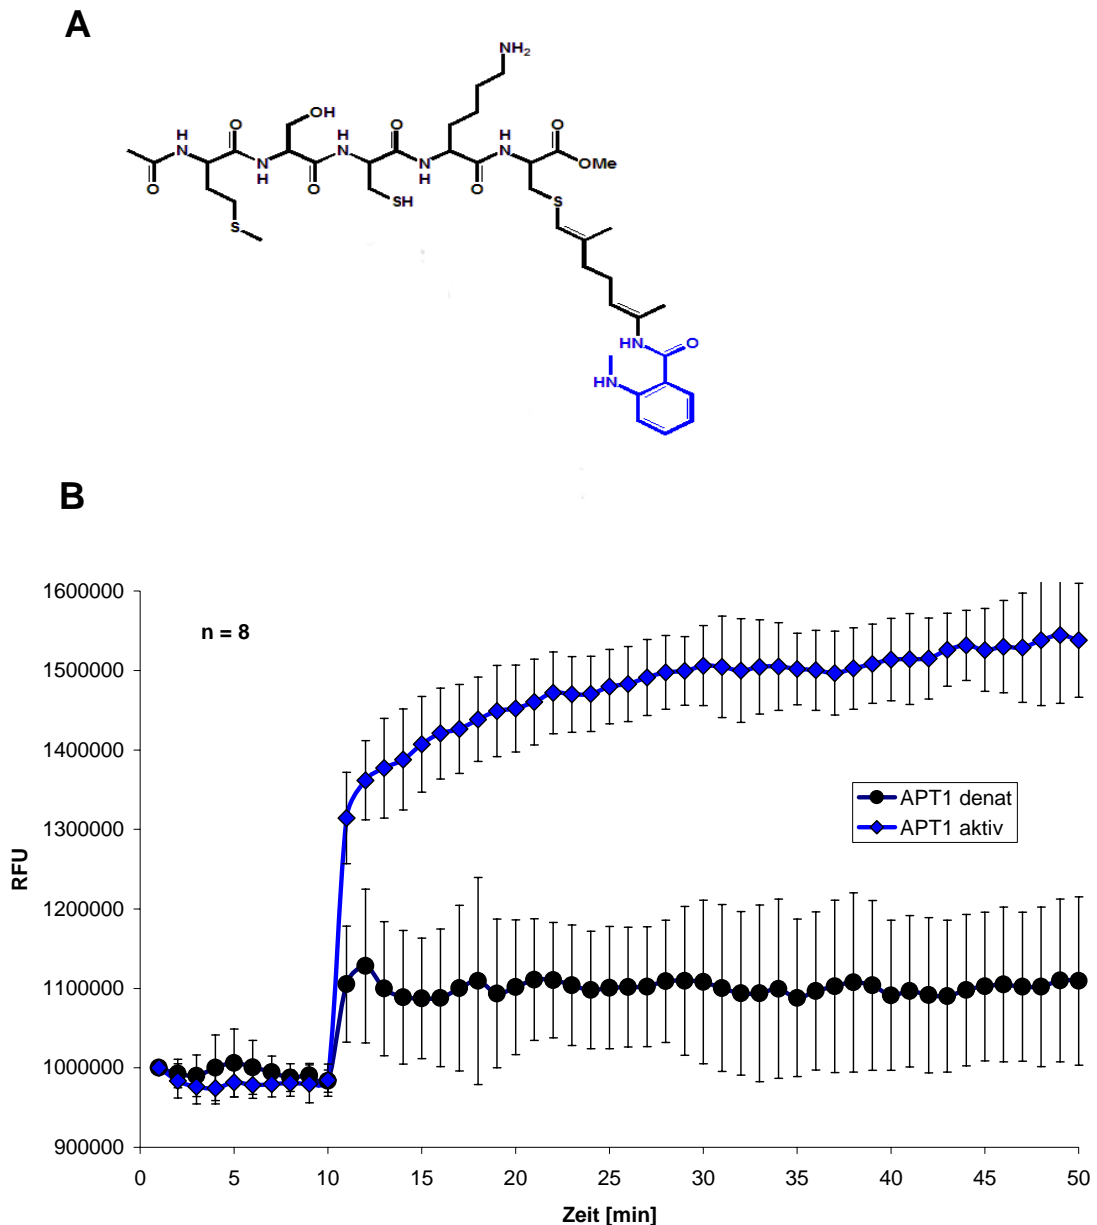 A
NH2
OH
H
N
O
H
N
O
H
N
O
O
N
H
O
N
H
O
OMe
O
SH
S
S
HN
O
HN
B
1600000
n = 8
1500000
1400000
APT1 denat
1300000
APT1 aktiv
RFU
1200000
1100000
1000000
900000
0 5 10 15 20 25 30 35 40 45 50
Zeit [min]